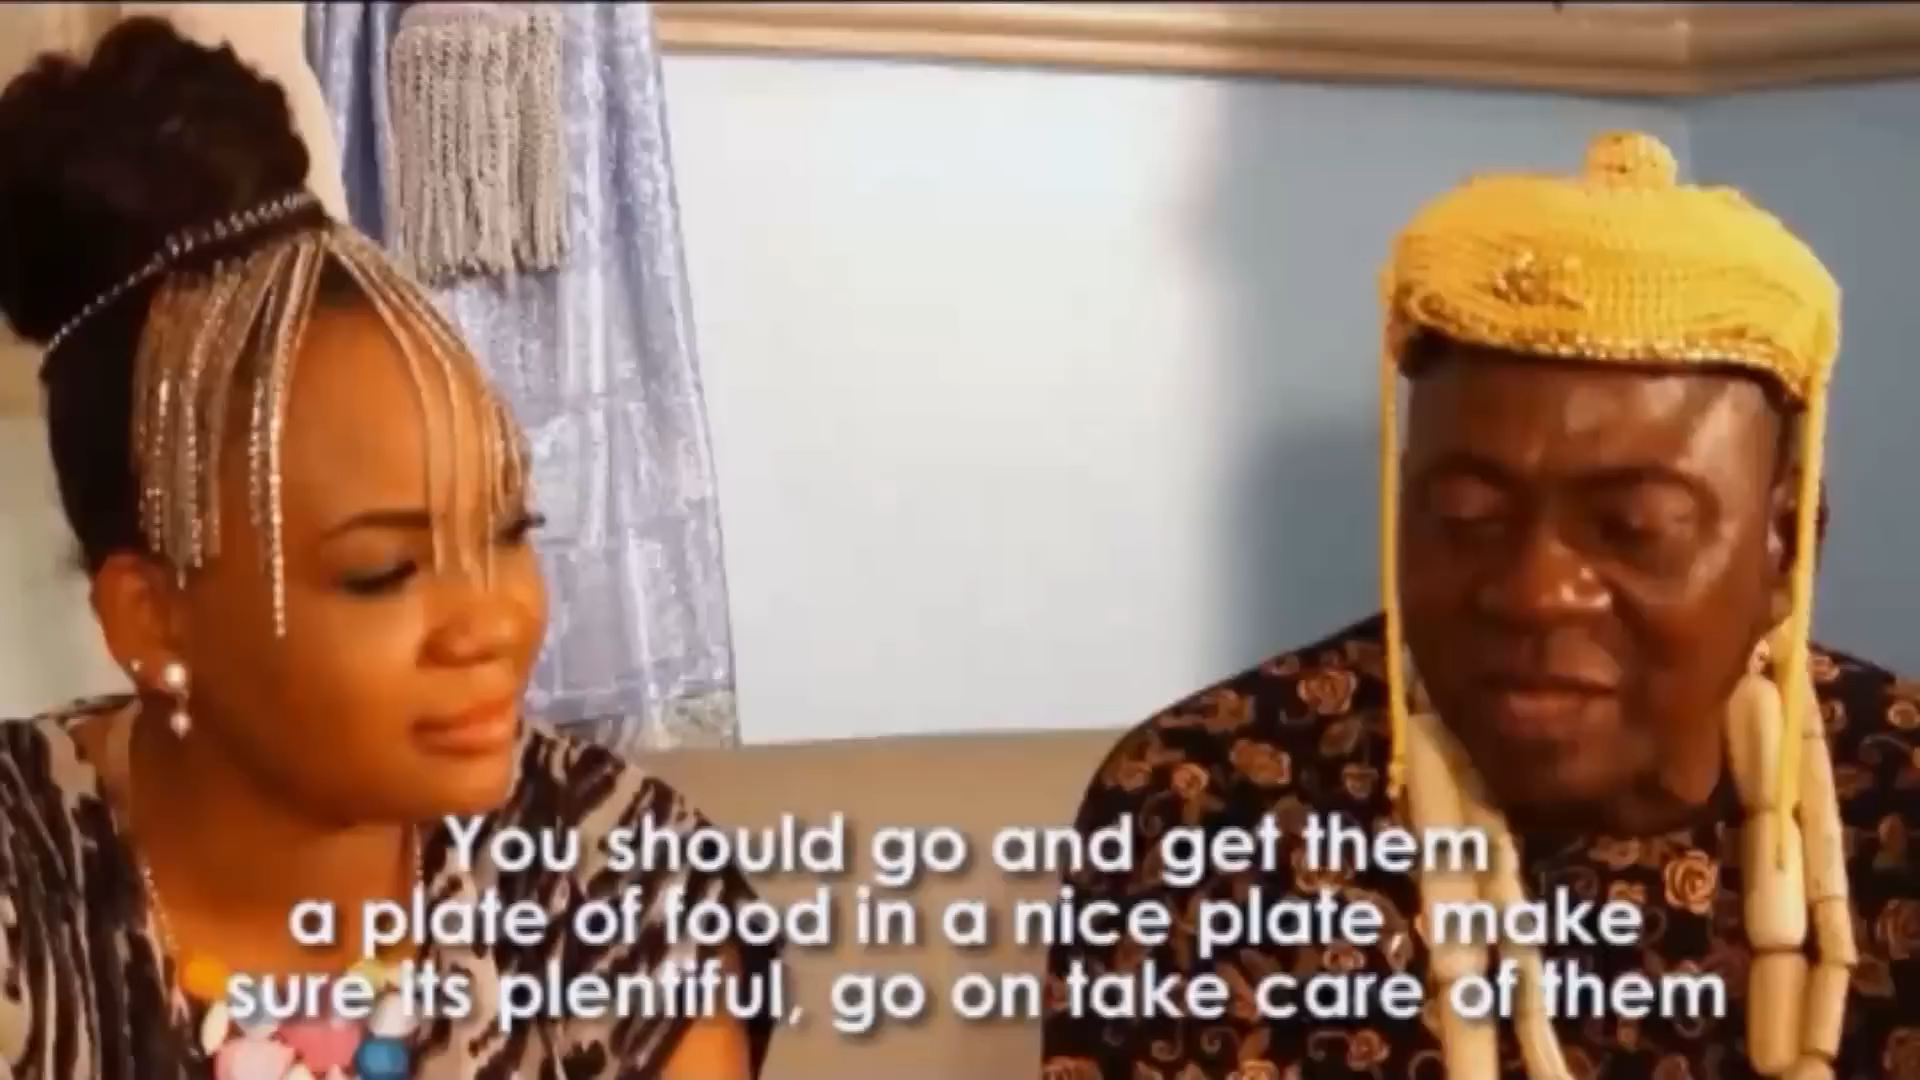 You should go and get them
a plate of food in a nice plate, make
sure its plentiful, go on take care of them